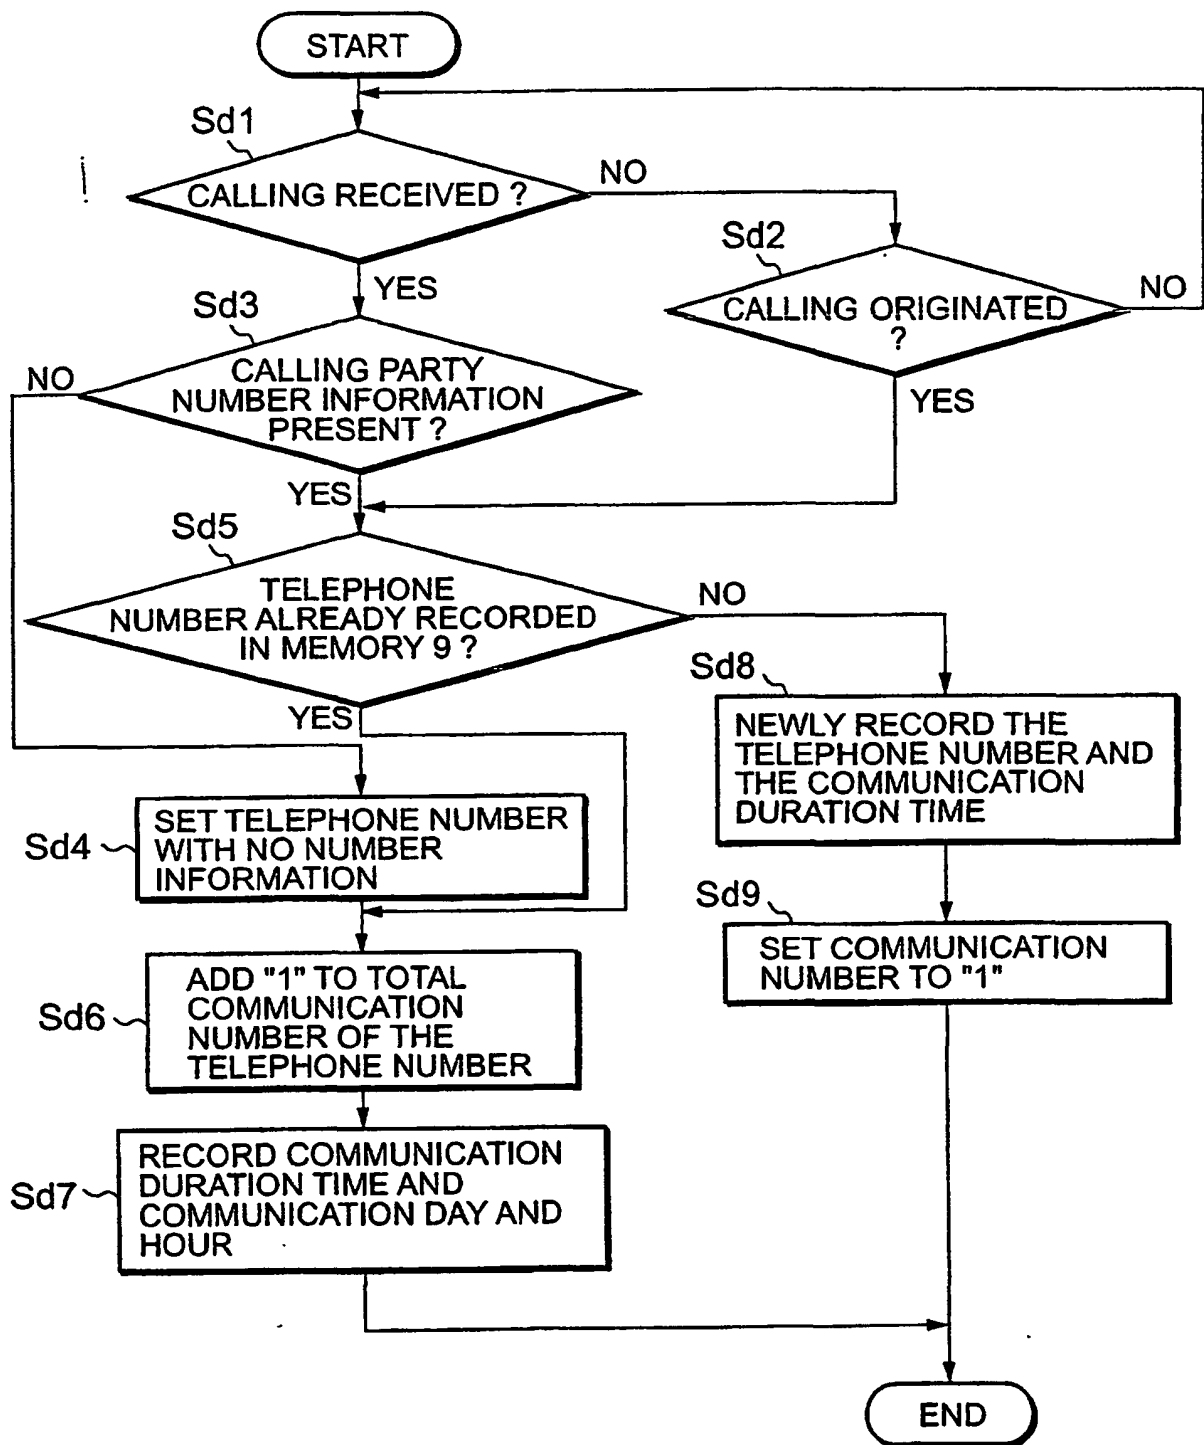 START
Sd1
CALLING RECEIVED ?
NO
Sd2
YES
CALLING ORIGINATED
?
NO
Sd3
CALLING PARTY
NUMBER INFORMATION
PRESENT ?
NO
YES
YES
Sd5
TELEPHONE
NUMBER ALREADY RECORDED
IN MEMORY 9 ?
NO
YES
Sd8
NEWLY RECORD THE
TELEPHONE NUMBER AND
THE COMMUNICATION
DURATION TIME
Sd4
SET TELEPHONE NUMBER
WITH NO NUMBER
INFORMATION
Sd9
SET COMMUNICATION
NUMBER TO "1"
Sd6
ADD "1" TO TOTAL
COMMUNICATION
NUMBER OF THE
TELEPHONE NUMBER
Sd7
RECORD COMMUNICATION
DURATION TIME AND
COMMUNICATION DAY AND
HOUR
END